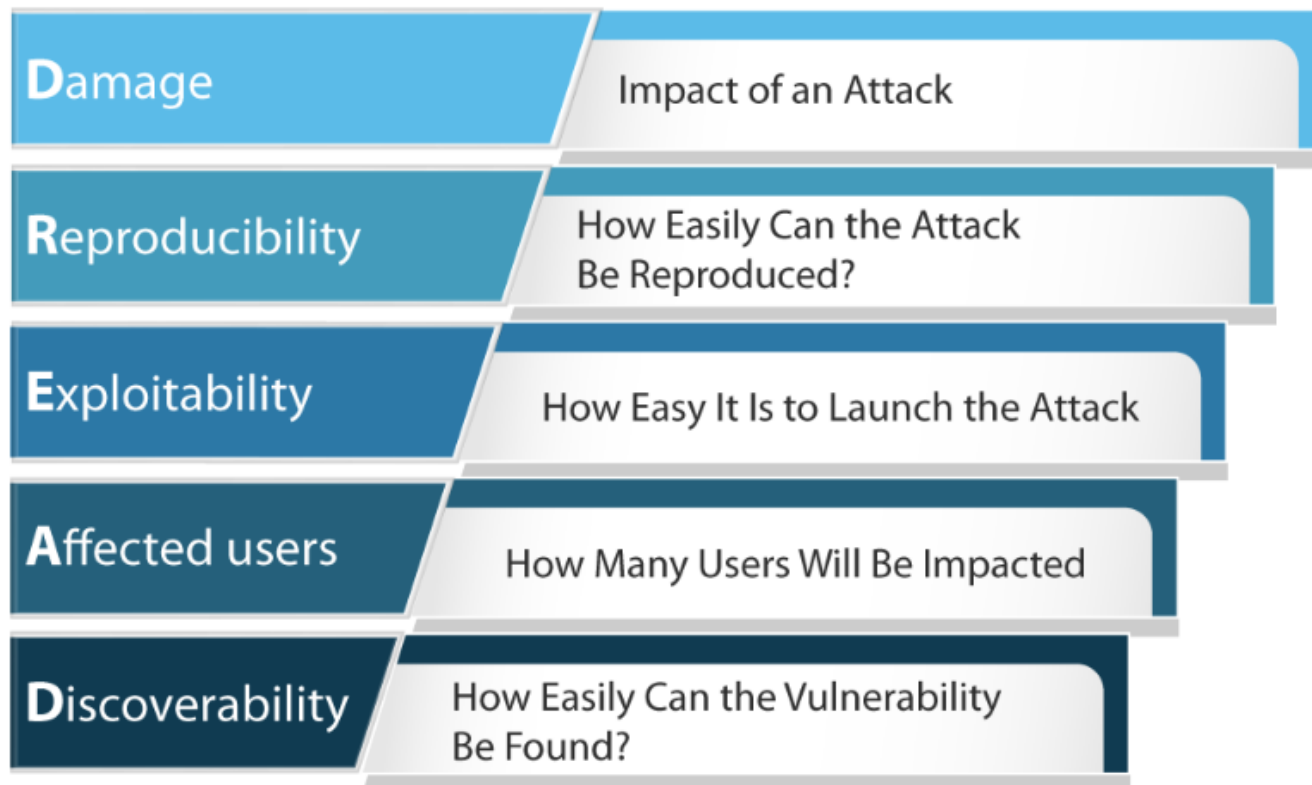 Damage
Impact of an Attack
Reproducibility
How Easily Can the Attack
Be Reproduced?
Exploitability
How Easy It Is to Launch the Attack
Affected users
How Many Users Will Be Impacted
Discoverability
How Easily Can the Vulnerability
Be Found?